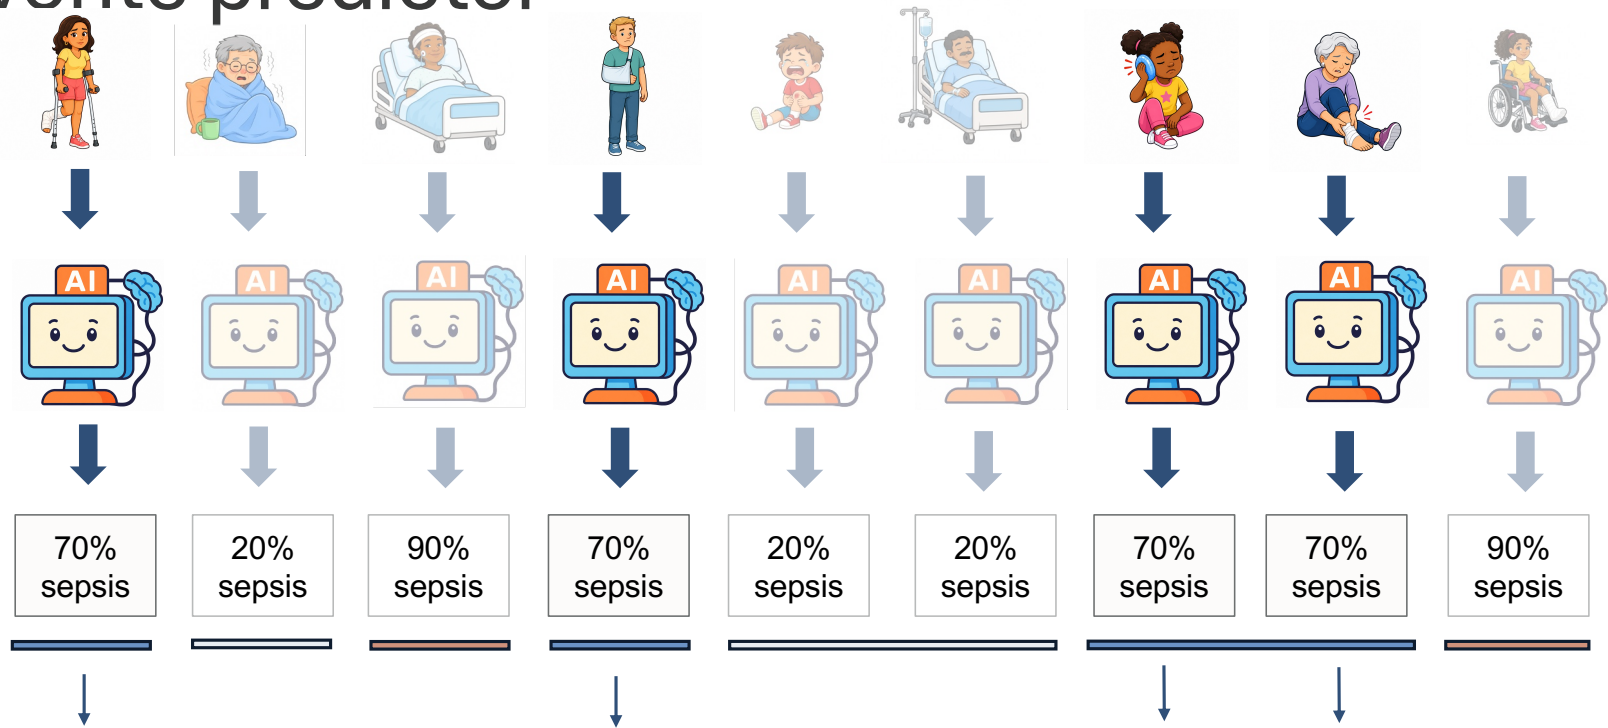 predictor
AI AI AI AI AI AI AI AI AI
70% 20% 90% 70% 20% 20% 70% 70% 90%
sepsis sepsis sepsis sepsis sepsis sepsis sepsis sepsis sepsis